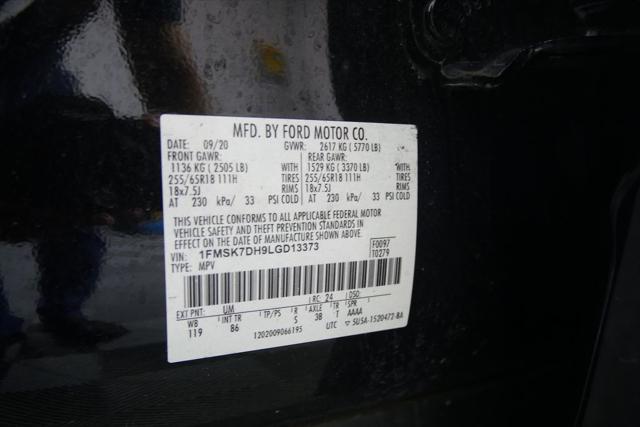 MFD. BY FORD MOTOR CO.
DATE: 09/20 GVWR: 2617 KG ( 5770 LB)
FRONT GAWR: REAR GAWR:
1136 KG ( 2505 LB) WITH 1529 KG ( 3370 LB) WITH
255/65R18 111H TIRES 255/65R18 111H TIRES
18x7.5J RIMS 18x7.5J RIMS
AT 230 kPa/ 33 PSI COLD AT 230 kPa/ 33 PSI COLD
THIS VEHICLE CONFORMS TO ALL APPLICABLE FEDERAL MOTOR
VEHICLE SAFETY AND THEFT PREVENTION STANDARDS IN
EFFECT ON THE DATE OF MANUFACTURE SHOWN ABOVE.
VIN: 1FMSK7DH9LGD13373 F0097
TYPE: MPV T0279
EXT PNT: UM RC: 24 DSO:
WB INT TR TP/PS R AXLE TR SPR
119 86 5 3B T AAAA
1202009066195 UTC ▽ 5U5A-1520472-BA